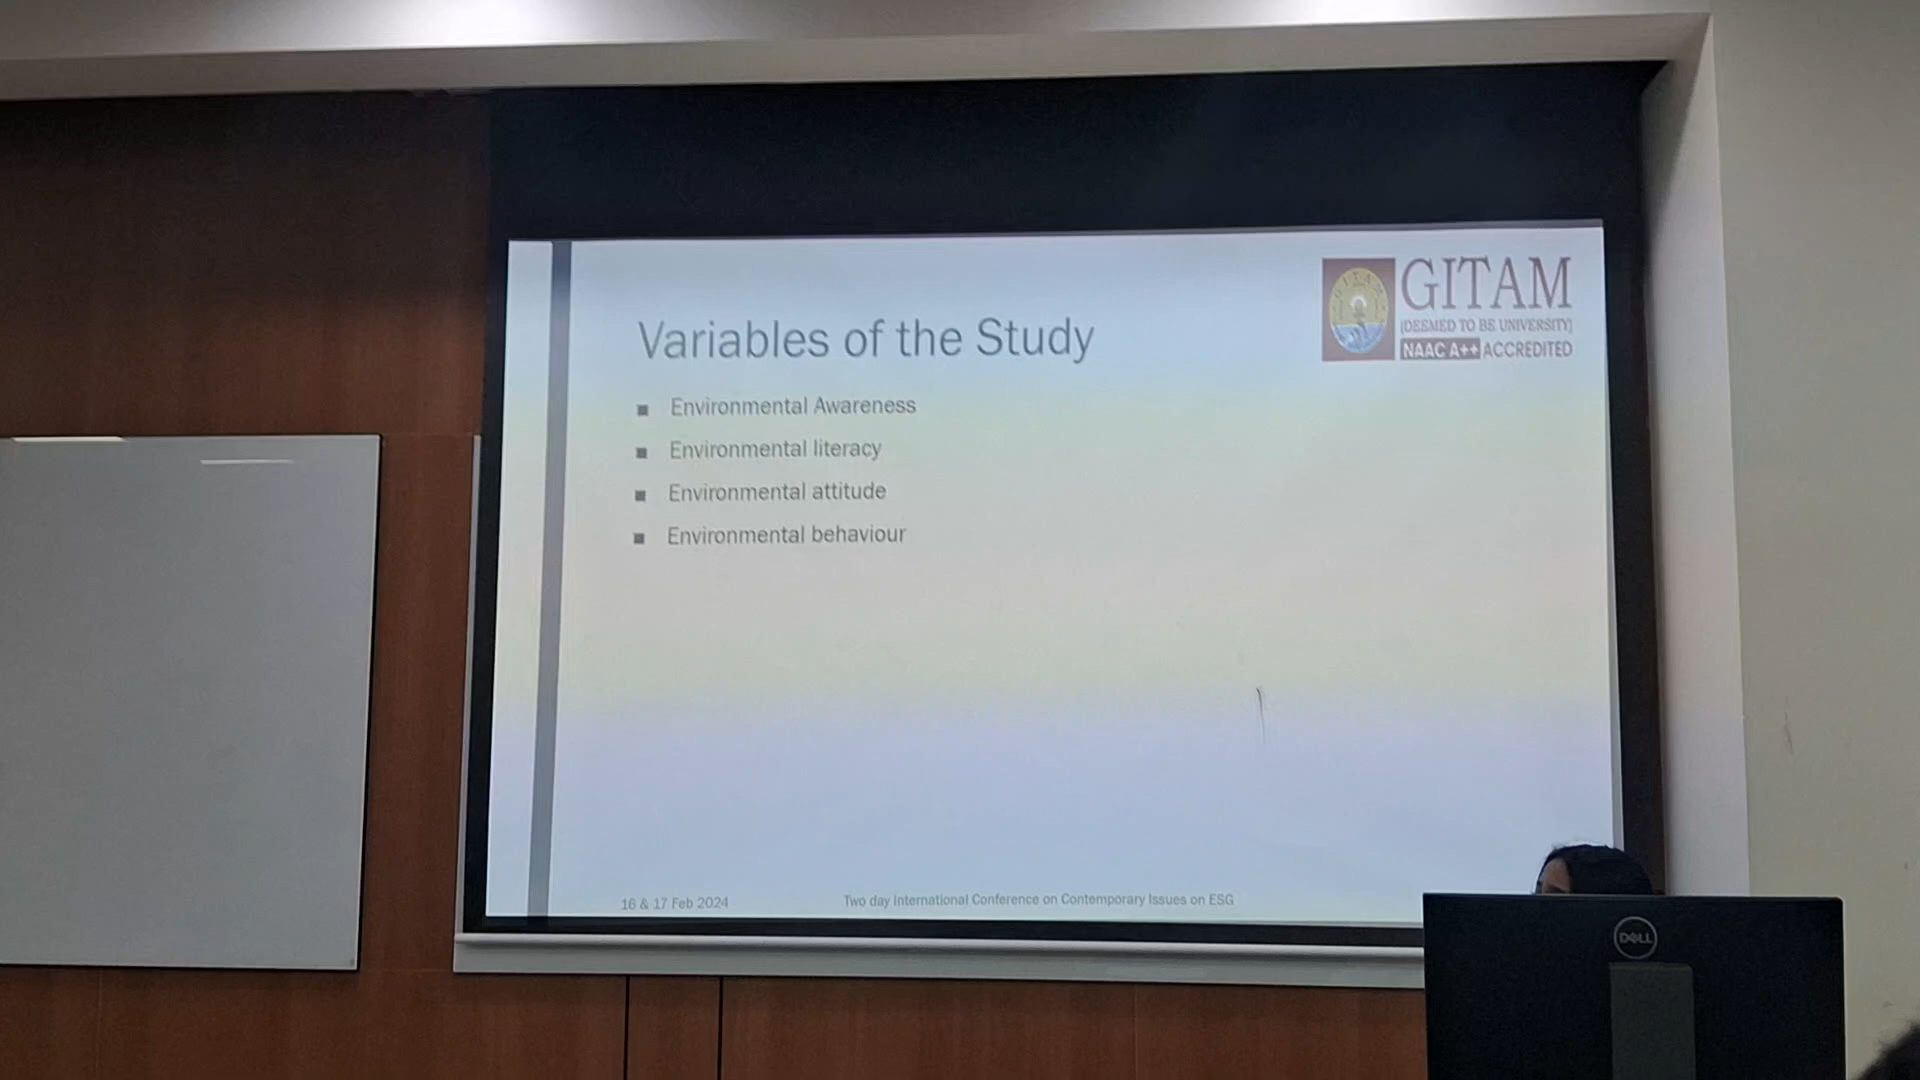 GITAM
(DEEMED TO BE UNIVERSITY)
NAAC A++ ACCREDITED
Variables of the Study
Environmental Awareness
Environmental literacy
Environmental attitude
Environmental behaviour
16 & 17 Feb 2024
Two day International Conference on Contemporary Issues on ESG
DELL